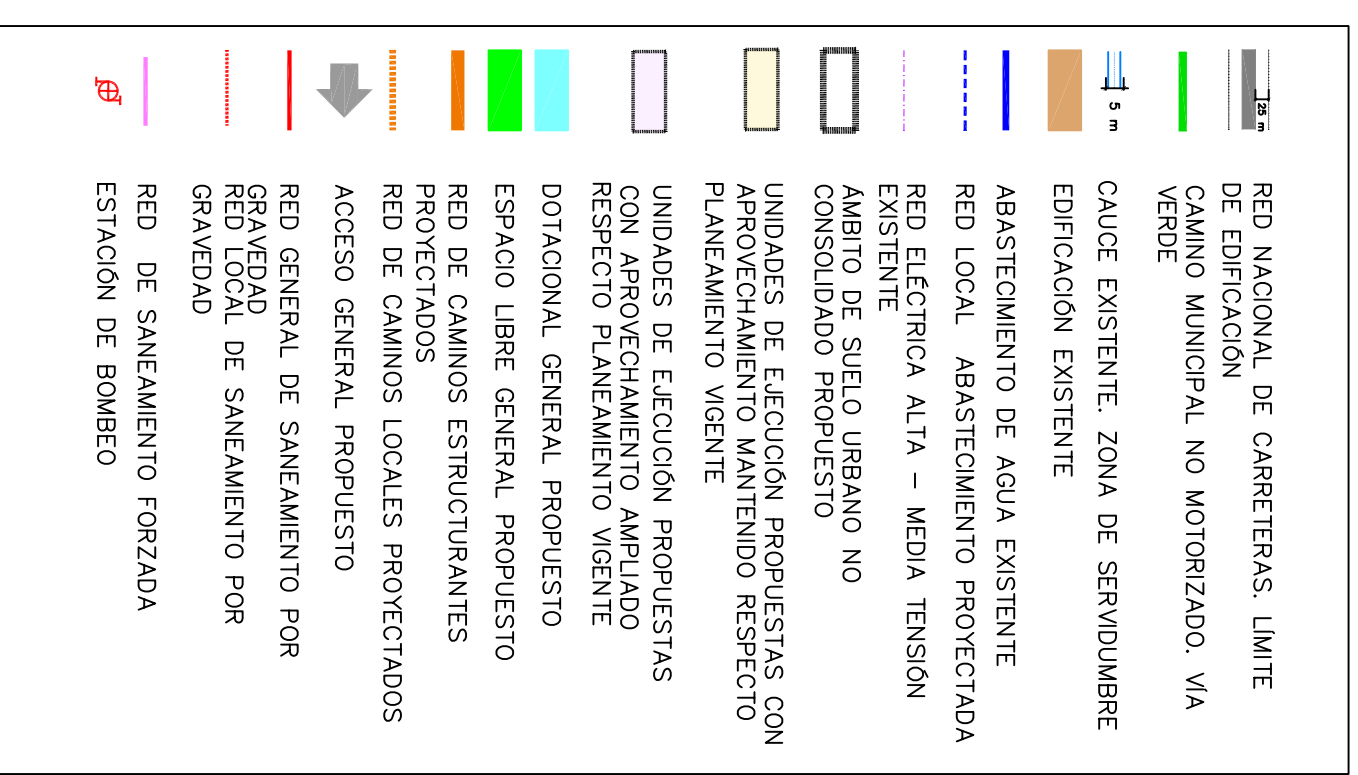 25 m
RED NACIONAL DE CARRETERAS. LÍMITE
DE EDIFICACIÓN
CAMINO MUNICIPAL NO MOTORIZADO. VÍA
VERDE
5 m
CAUCE EXISTENTE. ZONA DE SERVIDUMBRE
EDIFICACIÓN EXISTENTE
ABASTECIMIENTO DE AGUA EXISTENTE
RED LOCAL ABASTECIMIENTO PROYECTADA
RED ELÉCTRICA ALTA – MEDIA TENSIÓN
EXISTENTE
ÁMBITO DE SUELO URBANO NO
CONSOLIDADO PROPUESTO
UNIDADES DE EJECUCIÓN PROPUESTAS CON
APROVECHAMIENTO MANTENIDO RESPECTO
PLANEAMIENTO VIGENTE
UNIDADES DE EJECUCIÓN PROPUESTAS
CON APROVECHAMIENTO AMPLIADO
RESPECTO PLANEAMIENTO VIGENTE
DOTACIONAL GENERAL PROPUESTO
ESPACIO LIBRE GENERAL PROPUESTO
RED DE CAMINOS ESTRUCTURANTES
PROYECTADOS
RED DE CAMINOS LOCALES PROYECTADOS
ACCESO GENERAL PROPUESTO
RED GENERAL DE SANEAMIENTO POR
GRAVEDAD
RED LOCAL DE SANEAMIENTO POR
GRAVEDAD
RED DE SANEAMIENTO FORZADA
ESTACIÓN DE BOMBEO